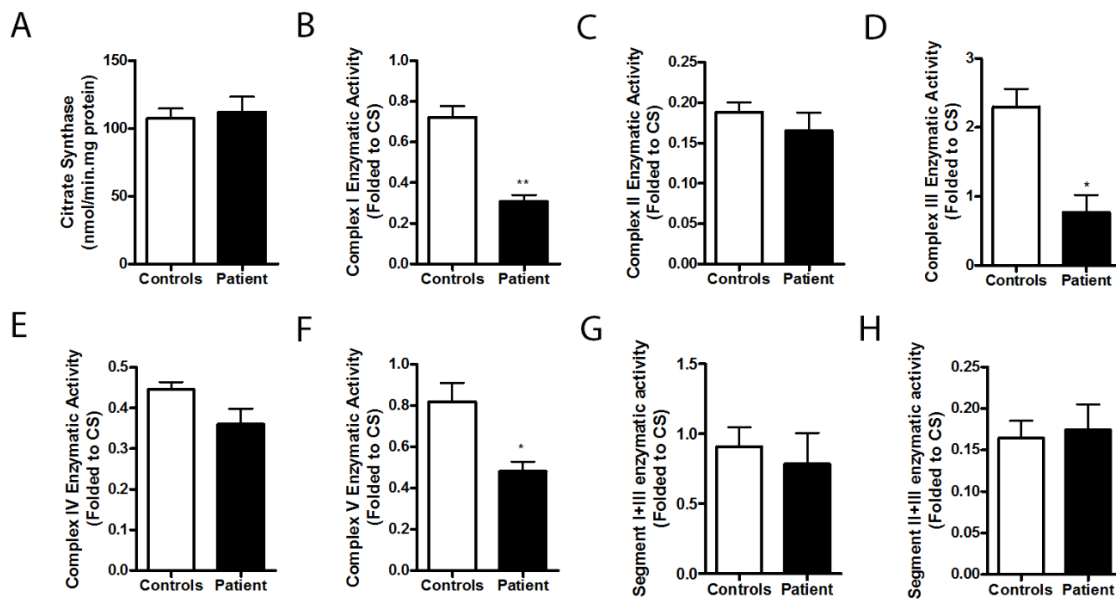 A
Citrate Synthase
(nmol/min.mg protein)
150
100
50
0
Controls Patient
B
Complex I Enzymatic Activity
(Folded to CS)
1.0
0.8
0.6
0.4
0.2
0.0
**
Controls Patient
C
Complex II Enzymatic Activity
(Folded to CS)
0.25
0.20
0.15
0.10
0.05
0.00
Controls Patient
D
Complex III Enzymatic Activity
(Folded to CS)
3
2
1
0
*
Controls Patient
E
Complex IV Enzymatic Activity
(Folded to CS)
0.5
0.4
0.3
0.2
0.1
0.0
Controls Patient
F
Complex V Enzymatic Activity
(Folded to CS)
1.0
0.8
0.6
0.4
0.2
0.0
*
Controls Patient
G
Segment I+III enzymatic activity
(Folded to CS)
1.5
1.0
0.5
0.0
Controls Patient
H
Segment II+III enzymatic activity
(Folded to CS)
0.25
0.20
0.15
0.10
0.05
0.00
Controls Patient